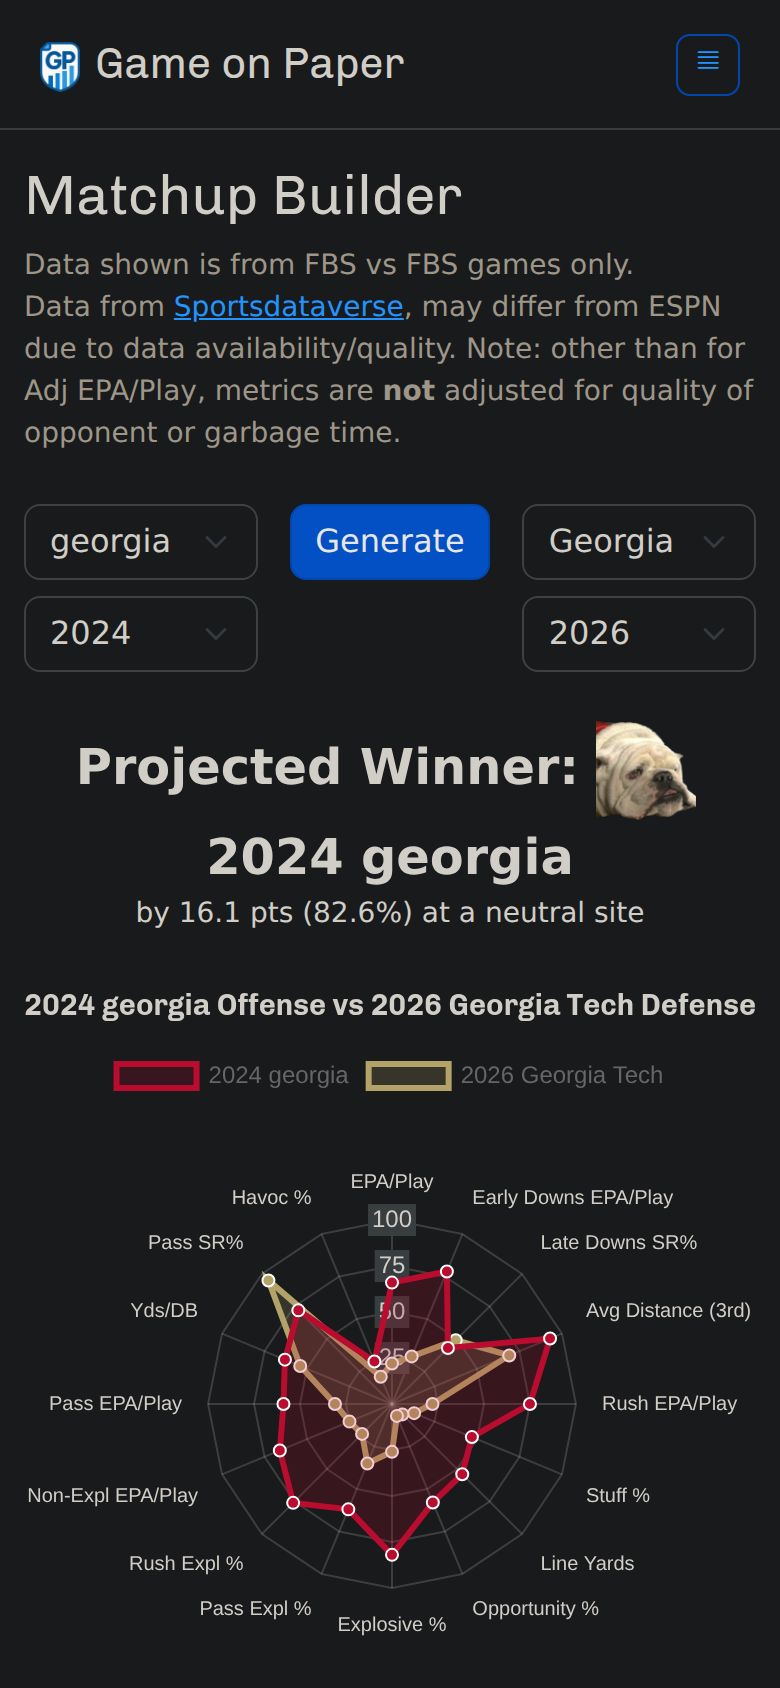 GP Game on Paper
Matchup Builder
Data shown is from FBS vs FBS games only.
Data from Sportsdataverse, may differ from ESPN
due to data availability/quality. Note: other than for
Adj EPA/Play, metrics are not adjusted for quality of
opponent or garbage time.
georgia Generate Georgia
2024 2026
Projected Winner:
2024 georgia
by 16.1 pts (82.6%) at a neutral site
2024 georgia Offense vs 2026 Georgia Tech Defense
2024 georgia 2026 Georgia Tech
EPA/Play
Havoc % Early Downs EPA/Play
100
Pass SR% Late Downs SR%
75
Yds/DB 50 Avg Distance (3rd)
25
Pass EPA/Play Rush EPA/Play
Non-Expl EPA/Play Stuff %
Rush Expl % Line Yards
Pass Expl % Opportunity %
Explosive %